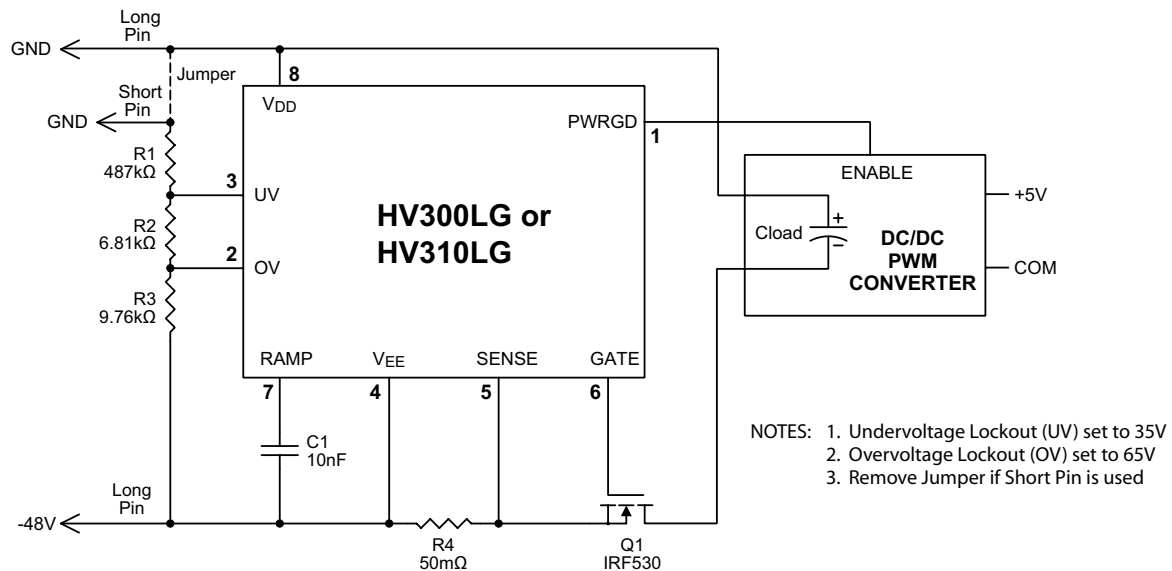 Long
Pin
GND
Jumper
8
Short
Pin
GND
VDD
PWRGD
1
R1
487kΩ
3
UV
ENABLE
+5V
HV300LG or
HV310LG
R2
6.81kΩ
2
OV
Cload
+
–
DC/DC
PWM
CONVERTER
COM
R3
9.76kΩ
RAMP
VEE
SENSE
GATE
7
4
5
6
C1
10nF
NOTES: 1. Undervoltage Lockout (UV) set to 35V
2. Overvoltage Lockout (OV) set to 65V
3. Remove Jumper if Short Pin is used
Long
Pin
-48V
R4
50mΩ
Q1
IRF530